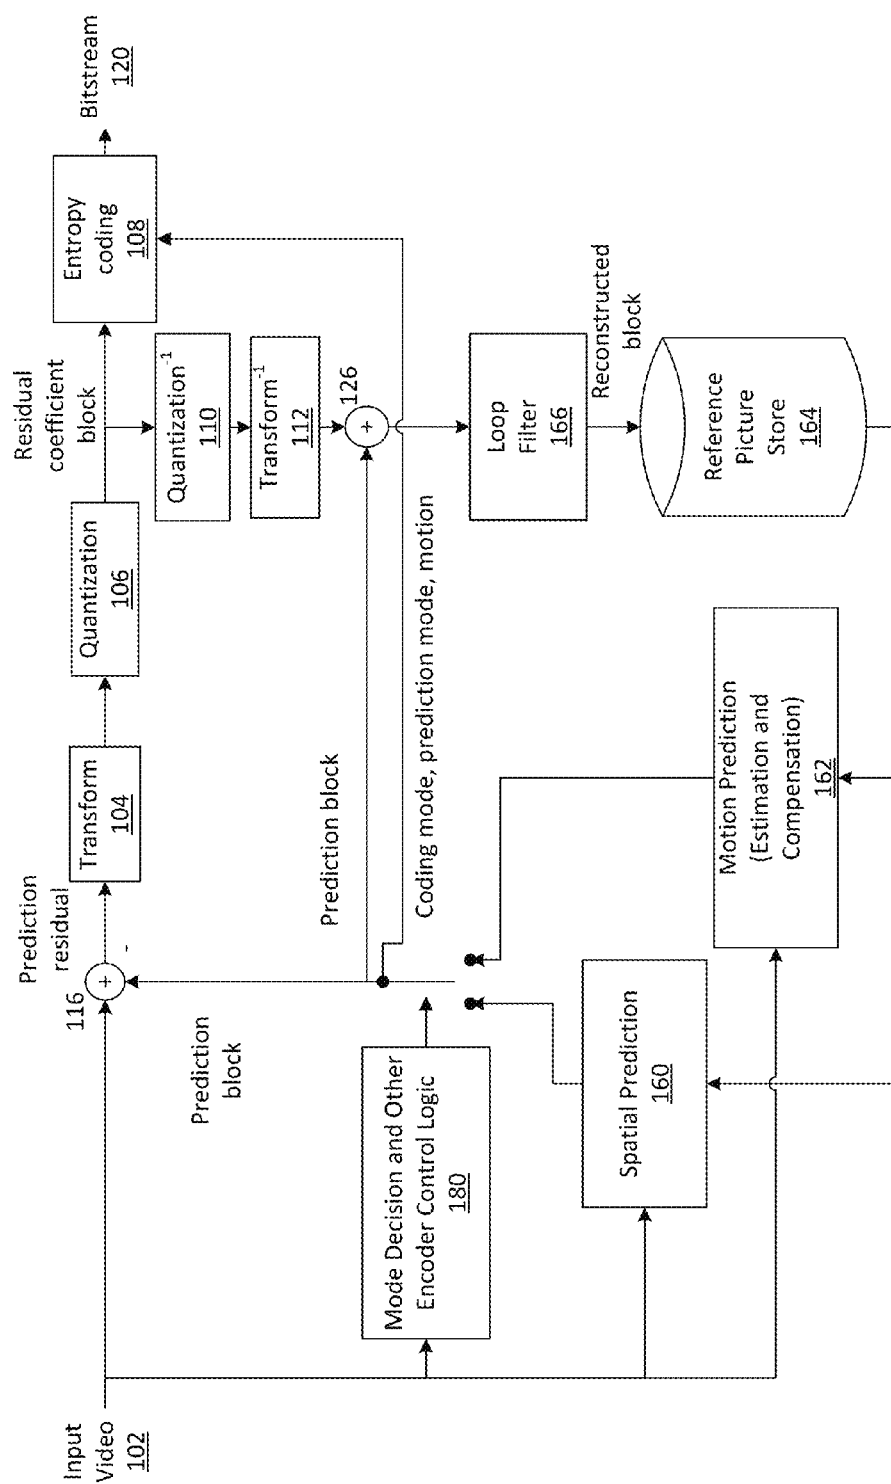 Input
Video
102
116
+
-
Prediction
residual
Transform
104
Quantization
106
Residual
coefficient
block
Entropy
coding
108
Bitstream
120
Quantization-1
110
Transform-1
112
126
+
Prediction
block
Prediction block
Coding mode, prediction mode, motion
Mode Decision and Other
Encoder Control Logic
180
Loop
Filter
166
Reconstructed
block
Spatial Prediction
160
Motion Prediction
(Estimation and
Compensation)
162
Reference
Picture
Store
164